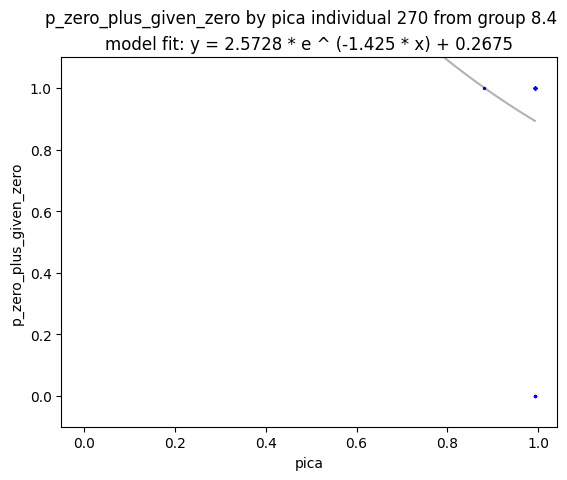 p_zero_plus_given_zero by pica individual 270 from group 8.4
model fit: y = 2.5728 * e ^ (-1.425 * x) + 0.2675
1.0
0.8
0.6
0.4
0.2
0.0
p_zero_plus_given_zero
0.0 0.2 0.4 0.6 0.8 1.0
pica